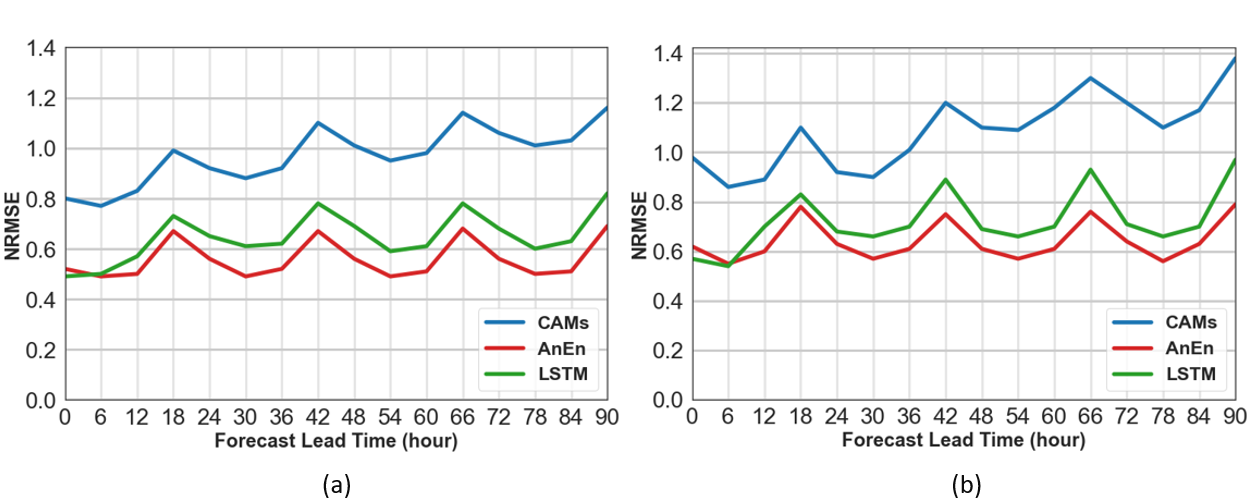 1.4
1.2
1.0
0.8
0.6
0.4
0.2
0.0
NRMSE
0 6 12 18 24 30 36 42 48 54 60 66 72 78 84 90
Forecast Lead Time (hour)
CAMs
AnEn
LSTM
(a)
1.4
1.2
1.0
0.8
0.6
0.4
0.2
0.0
NRMSE
0 6 12 18 24 30 36 42 48 54 60 66 72 78 84 90
Forecast Lead Time (hour)
CAMs
AnEn
LSTM
(b)